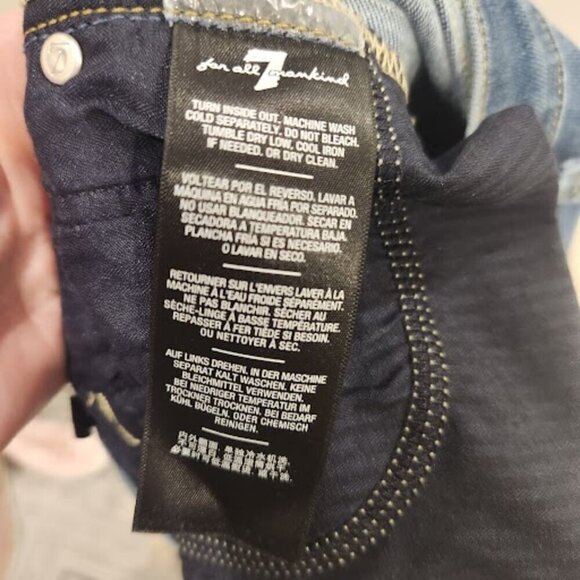 7
for all 7 mankind
TURN INSIDE OUT. MACHINE WASH
COLD SEPARATELY. DO NOT BLEACH.
TUMBLE DRY LOW. COOL IRON
IF NEEDED. OR DRY CLEAN.
VOLTEAR POR EL REVERSO. LAVAR A
MÁQUINA EN AGUA FRÍA POR SEPARADO.
NO USAR BLANQUEADOR. SECAR EN
SECADORA A TEMPERATURA BAJA.
PLANCHA FRÍA SI ES NECESARIO.
O LAVAR EN SECO.
RETOURNER SUR L'ENVERS LAVER À LA
MACHINE À L'EAU FROIDE SÉPARÉMENT.
NE PAS BLANCHIR. SÉCHER AU
SÈCHE-LINGE À BASSE TEMPÉRATURE.
REPASSER À FER TIÈDE SI BESOIN.
OU NETTOYER À SEC.
AUF LINKS DREHEN. IN DER MASCHINE
SEPARAT KALT WASCHEN. KEINE
BLEICHMITTEL VERWENDEN.
BEI NIEDRIGER TEMPERATUR IM
TROCKNER TROCKNEN. BEI BEDARF
KÜHL BÜGELN. ODER CHEMISCH
REINIGEN.